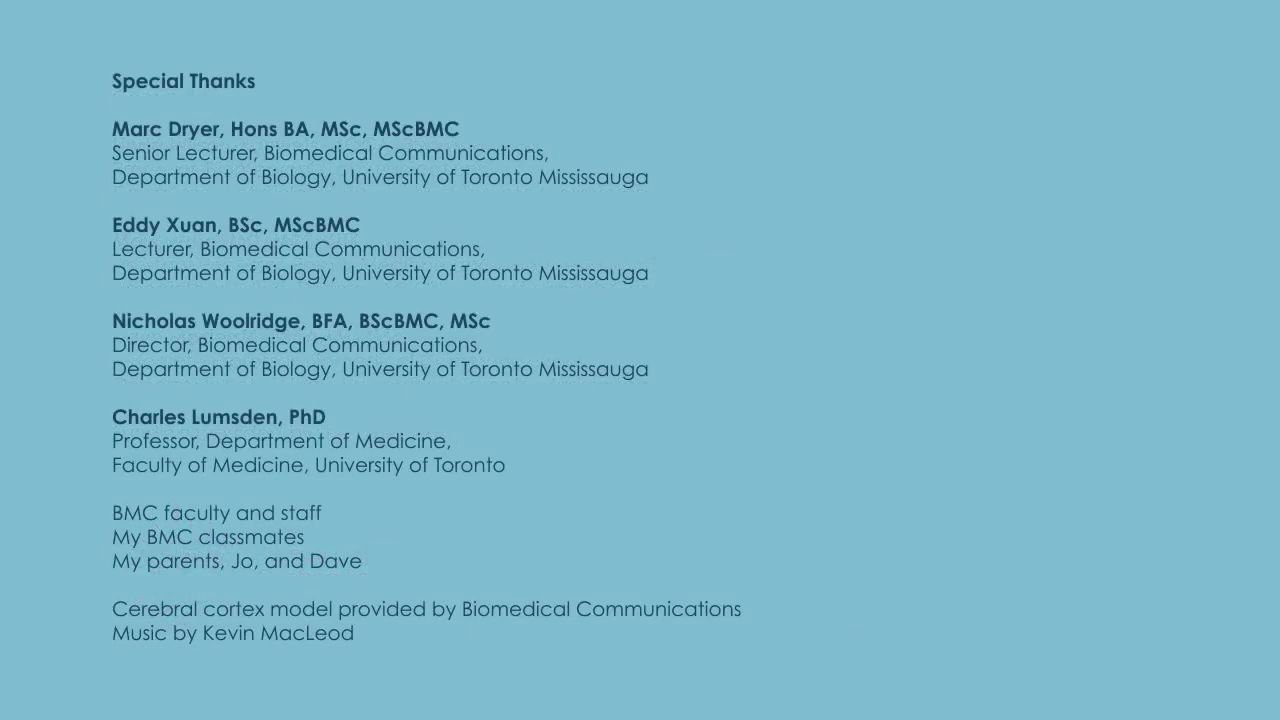 Special Thanks
Marc Dryer, Hons BA, MSc, MScBMC
Senior Lecturer, Biomedical Communications,
Department of Biology, University of Toronto Mississauga
Eddy Xuan, BSc, MScBMC
Lecturer, Biomedical Communications,
Department of Biology, University of Toronto Mississauga
Nicholas Woolridge, BFA, BScBMC, MSc
Director, Biomedical Communications,
Department of Biology, University of Toronto Mississauga
Charles Lumsden, PhD
Professor, Department of Medicine,
Faculty of Medicine, University of Toronto
BMC faculty and staff
My BMC classmates
My parents, Jo, and Dave
Cerebral cortex model provided by Biomedical Communications
Music by Kevin MacLeod